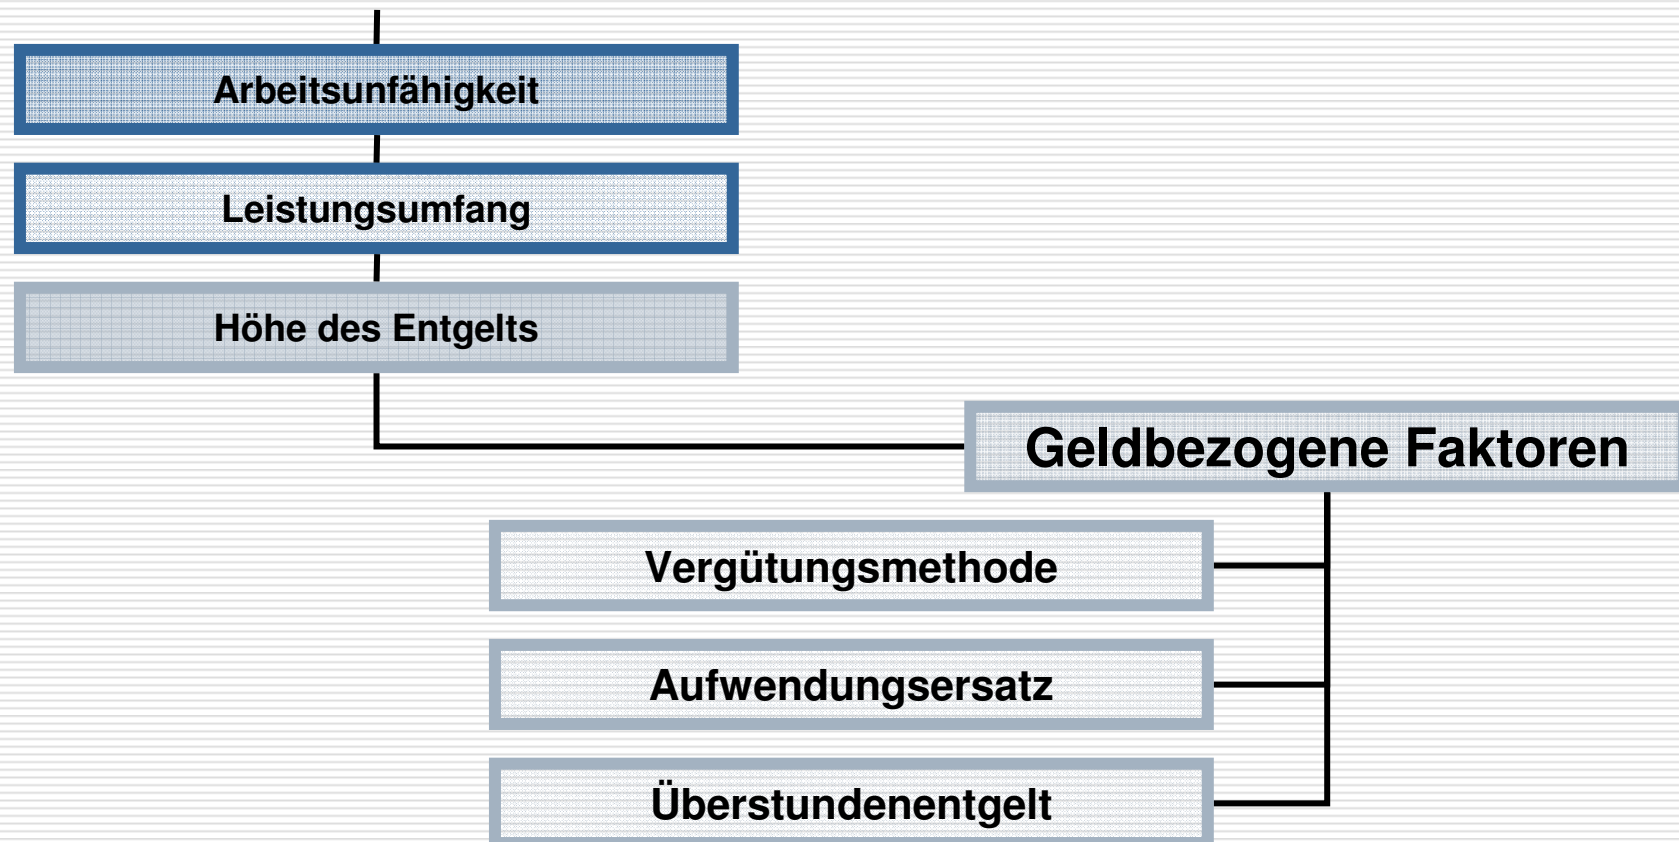 Arbeitsunfähigkeit
Leistungsumfang
Höhe des Entgelts
Geldbezogene Faktoren
Vergütungsmethode
Aufwendungsersatz
Überstundenentgelt